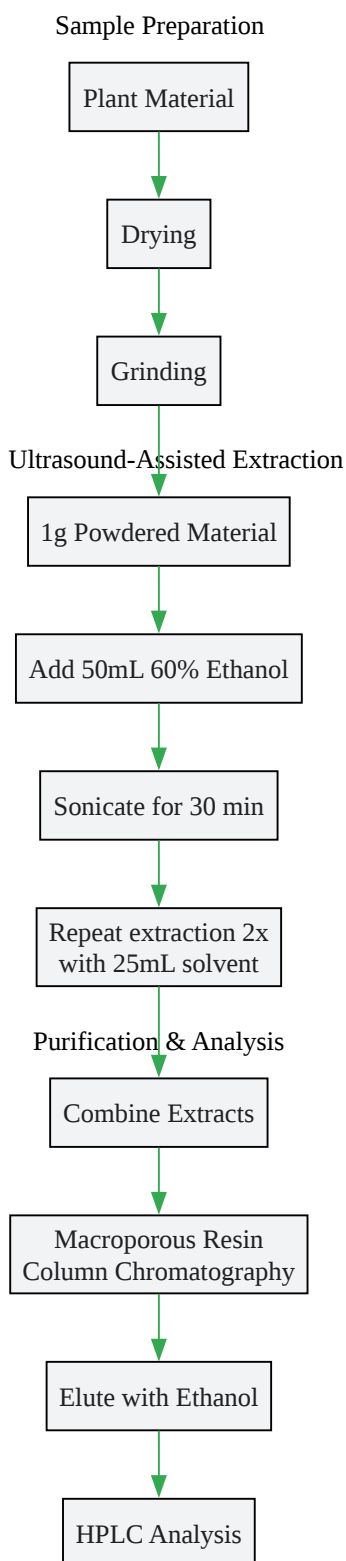 Sample Preparation
Plant Material
Drying
Grinding
Ultrasound-Assisted Extraction
1g Powdered Material
Add 50mL 60% Ethanol
Sonicate for 30 min
Repeat extraction 2x
with 25mL solvent
Purification & Analysis
Combine Extracts
Macroporous Resin
Column Chromatography
Elute with Ethanol
HPLC Analysis